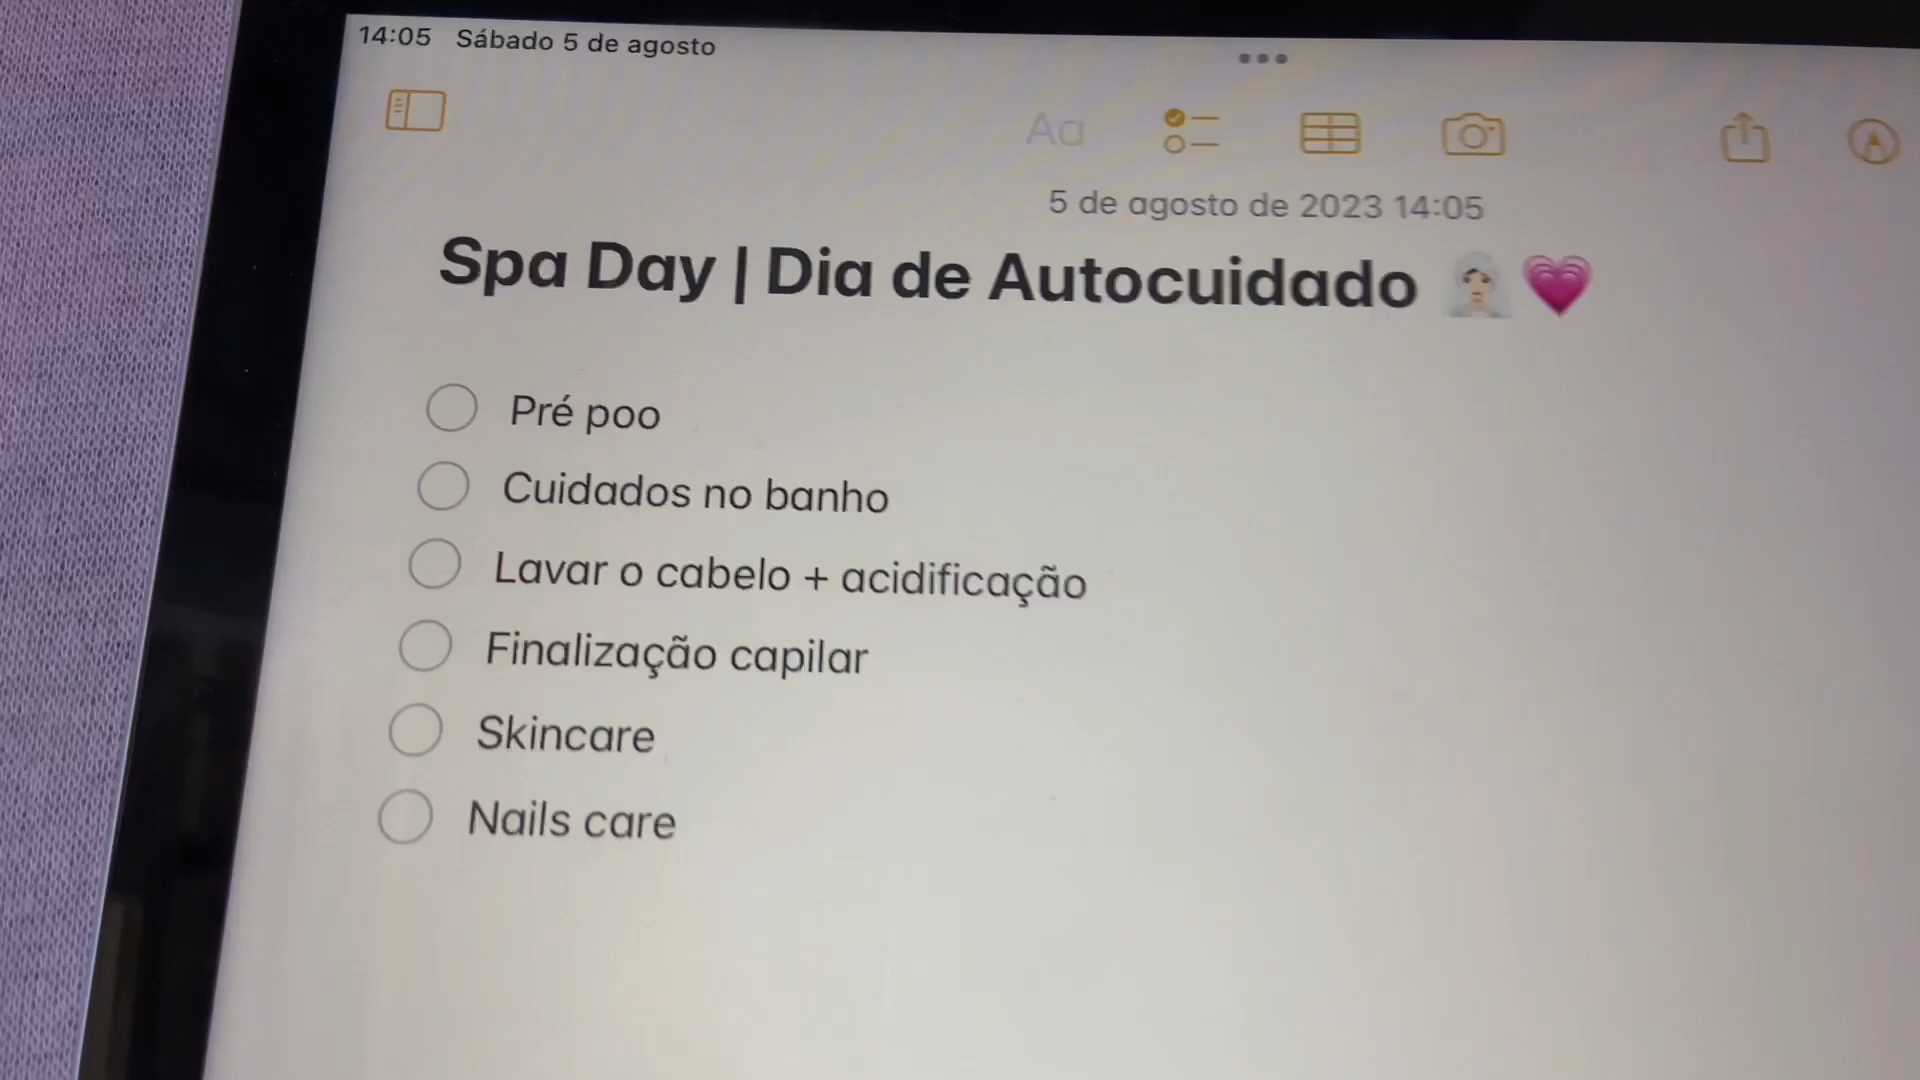 14:05 Sábado 5 de agosto
Aa
5 de agosto de 2023 14:05
Spa Day | Dia de Autocuidado 👰🏻💗
Pré poo
Cuidados no banho
Lavar o cabelo + acidificação
Finalização capilar
Skincare
Nails care